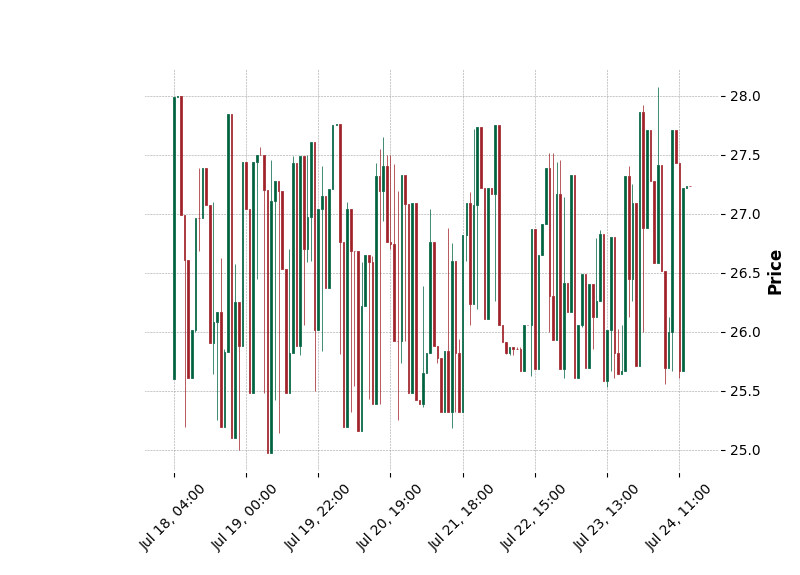 28.0
27.5
27.0
26.5
26.0
25.5
25.0
Price
Jul 18, 04:00
Jul 19, 00:00
Jul 19, 22:00
Jul 20, 19:00
Jul 21, 18:00
Jul 22, 15:00
Jul 23, 13:00
Jul 24, 11:00